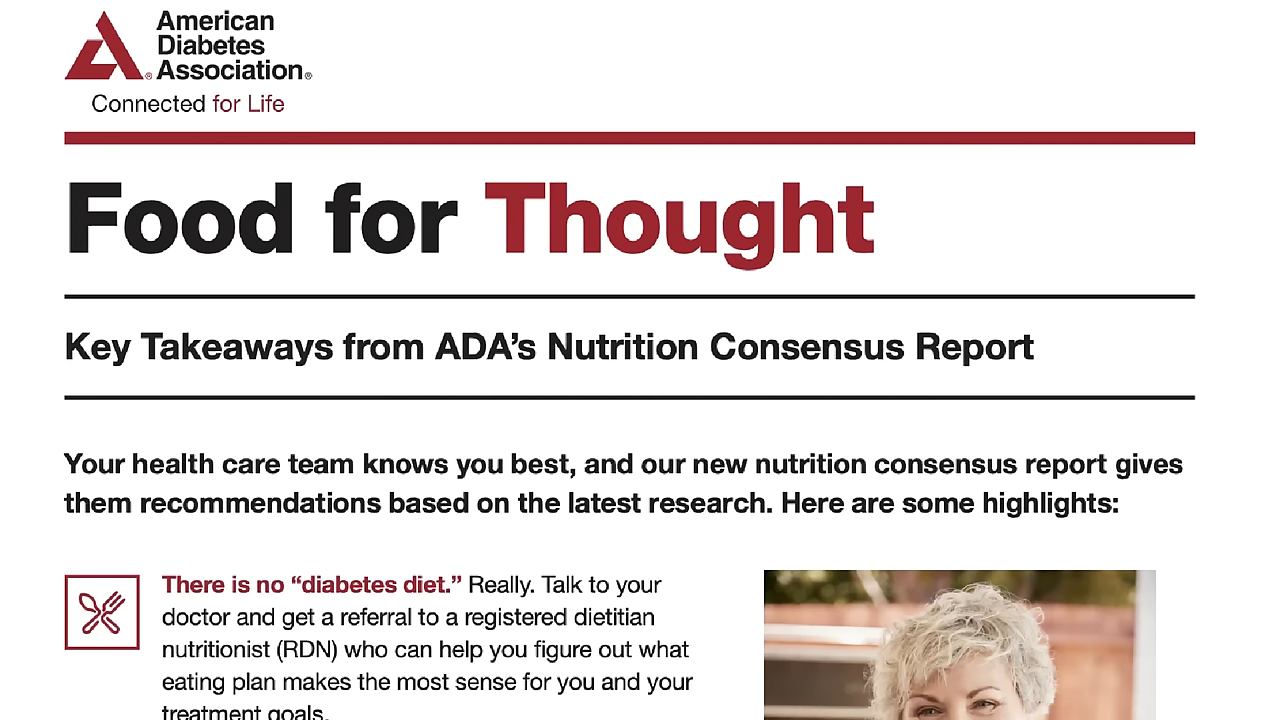 American
Diabetes
Association®
Connected for Life
Food for Thought
Key Takeaways from ADA’s Nutrition Consensus Report
Your health care team knows you best, and our new nutrition consensus report gives
them recommendations based on the latest research. Here are some highlights:
There is no “diabetes diet.” Really. Talk to your
doctor and get a referral to a registered dietitian
nutritionist (RDN) who can help you figure out what
eating plan makes the most sense for you and your
treatment goals.